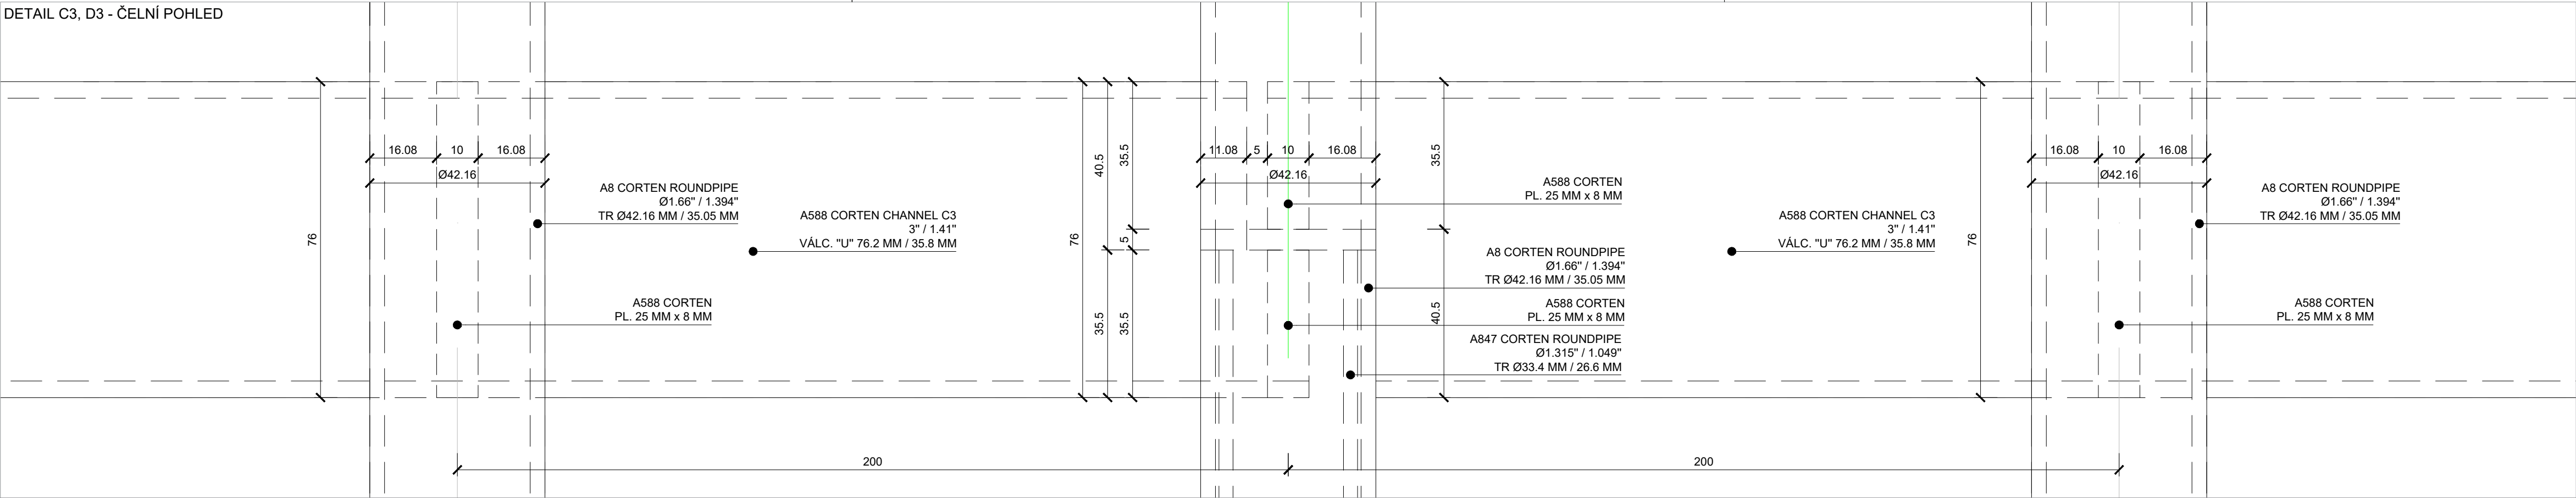 DETAIL C3, D3 - ČELNÍ POHLED
16.08
10
16.08
Ø42.16
76
A8 CORTEN ROUNDPIPE
Ø1.66" / 1.394"
TR Ø42.16 MM / 35.05 MM
A588 CORTEN CHANNEL C3
3" / 1.41"
VÁLC. "U" 76.2 MM / 35.8 MM
A588 CORTEN
PL. 25 MM x 8 MM
76
40.5
35.5
35.5
5
35.5
11.08
5
10
16.08
Ø42.16
35.5
40.5
A588 CORTEN
PL. 25 MM x 8 MM
A8 CORTEN ROUNDPIPE
Ø1.66" / 1.394"
TR Ø42.16 MM / 35.05 MM
A588 CORTEN
PL. 25 MM x 8 MM
A847 CORTEN ROUNDPIPE
Ø1.315" / 1.049"
TR Ø33.4 MM / 26.6 MM
A588 CORTEN CHANNEL C3
3" / 1.41"
VÁLC. "U" 76.2 MM / 35.8 MM
76
16.08
10
16.08
Ø42.16
A8 CORTEN ROUNDPIPE
Ø1.66" / 1.394"
TR Ø42.16 MM / 35.05 MM
A588 CORTEN
PL. 25 MM x 8 MM
200
200